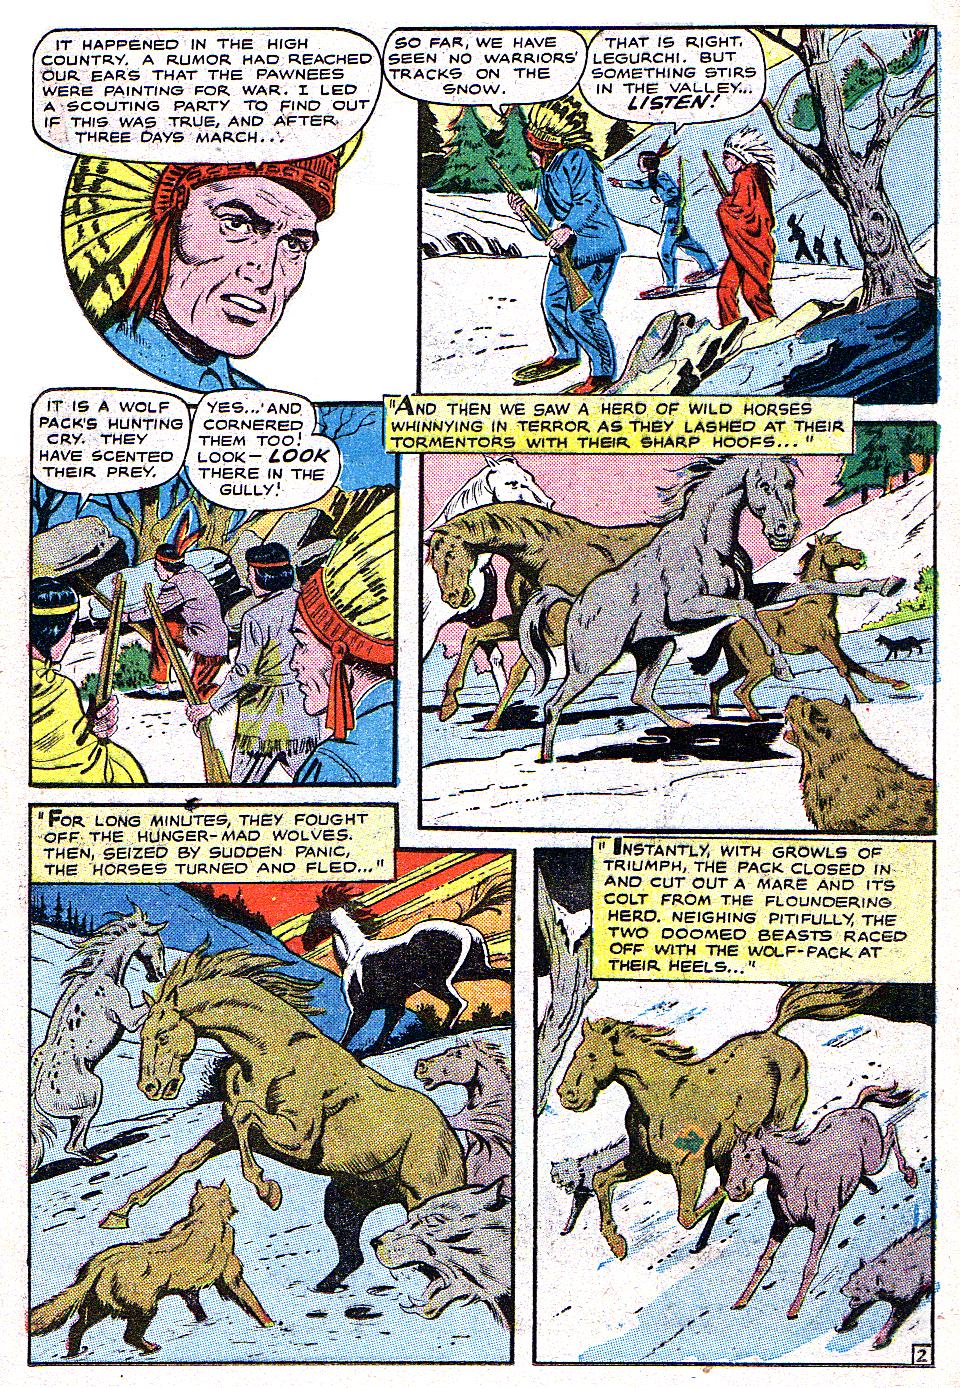 IT HAPPENED IN THE HIGH
COUNTRY. A RUMOR HAD REACHED
OUR EARS THAT THE PAWNEES
WERE PAINTING FOR WAR. I LED
A SCOUTING PARTY TO FIND OUT
IF THIS WAS TRUE, AND AFTER
THREE DAYS MARCH...
SO FAR, WE HAVE
SEEN NO WARRIORS'
TRACKS ON THE
SNOW.
THAT IS RIGHT,
LEGURCHI. BUT
SOMETHING STIRS
IN THE VALLEY...
LISTEN!
IT IS A WOLF
PACK'S HUNTING
CRY. THEY
HAVE SCENTED
THEIR PREY.
YES... AND
CORNERED
THEM TOO!
LOOK- LOOK
THERE IN THE
GULLY!
"AND THEN WE SAW A HERD OF WILD HORSES
WHINNYING IN TERROR AS THEY LASHED AT THEIR
TORMENTORS WITH THEIR SHARP HOOFS..."
"FOR LONG MINUTES, THEY FOUGHT
OFF THE HUNGER-MAD WOLVES.
THEN, SEIZED BY SUDDEN PANIC,
THE HORSES TURNED AND FLED..."
"INSTANTLY, WITH GROWLS OF
TRIUMPH, THE PACK CLOSED IN
AND CUT OUT A MARE AND ITS
COLT FROM THE FLOUNDERING
HERD. NEIGHING PITIFULLY, THE
TWO DOOMED BEASTS RACED
OFF WITH THE WOLF-PACK AT
THEIR HEELS..."
2